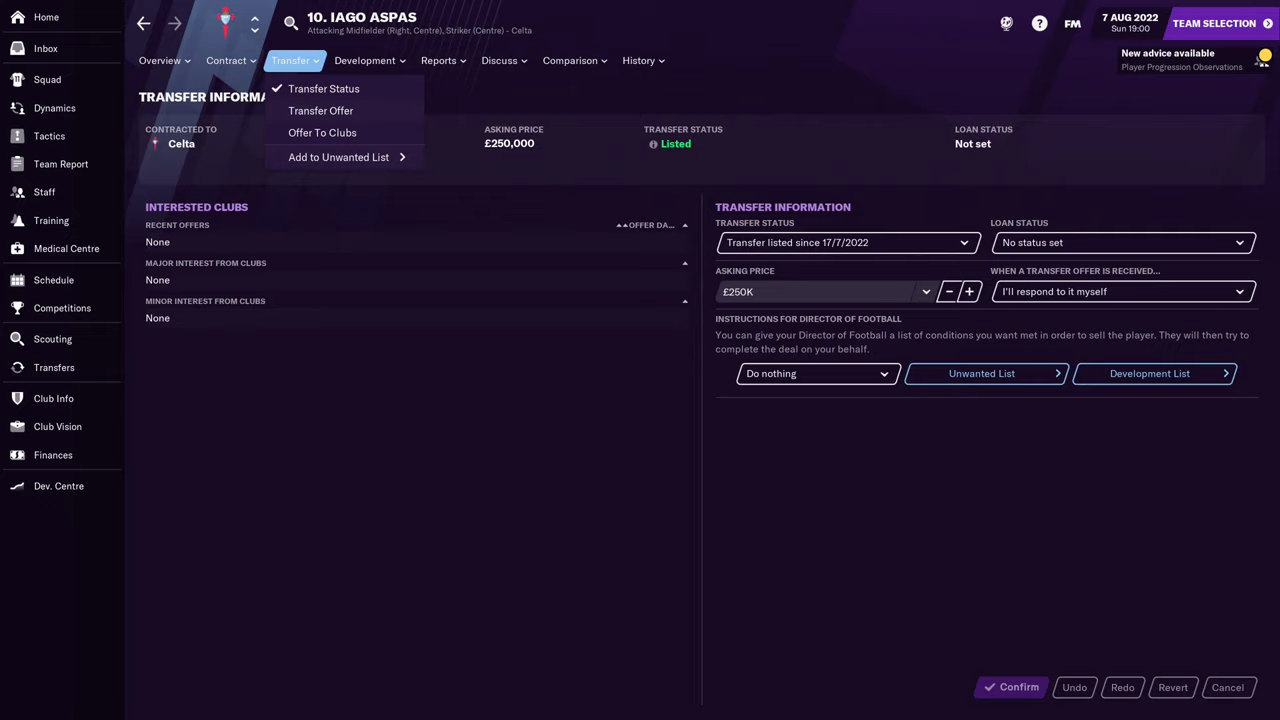 Home
Inbox
Squad
Dynamics
Tactics
Team Report
Staff
Training
Medical Centre
Schedule
Competitions
Scouting
Transfers
Club Info
Club Vision
Finances
Dev. Centre
10. IAGO ASPAS
Attacking Midfielder (Right, Centre), Striker (Centre) - Celta
FM
7 AUG 2022
Sun 19:00
TEAM SELECTION
New advice available
Player Progression Observations
Overview
Contract
Transfer
Development
Reports
Discuss
Comparison
History
Transfer Status
Transfer Offer
Offer To Clubs
Add to Unwanted List
TRANSFER INFORMA
CONTRACTED TO
Celta
ASKING PRICE
£250,000
TRANSFER STATUS
Listed
LOAN STATUS
Not set
INTERESTED CLUBS
RECENT OFFERS
OFFER DA...
None
MAJOR INTEREST FROM CLUBS
None
MINOR INTEREST FROM CLUBS
None
TRANSFER INFORMATION
TRANSFER STATUS
LOAN STATUS
Transfer listed since 17/7/2022
No status set
ASKING PRICE
WHEN A TRANSFER OFFER IS RECEIVED...
£250K
I'll respond to it myself
INSTRUCTIONS FOR DIRECTOR OF FOOTBALL
You can give your Director of Football a list of conditions you want met in order to sell the player. They will then try to
complete the deal on your behalf.
Do nothing
Unwanted List
Development List
Confirm
Undo
Redo
Revert
Cancel